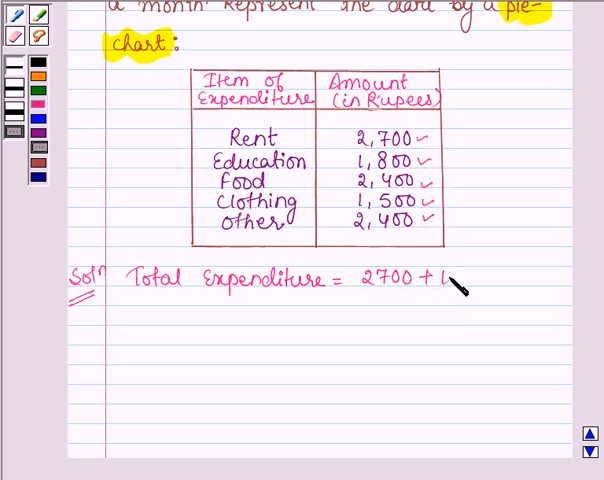 a month. Represent the data by a pie-
chart:
Item of Expenditure Amount (in Rupees)
Rent 2,700
Education 1,800
Food 2,400
Clothing 1,500
Other 2,400
Solⁿ Total Expenditure = 2700 + 1